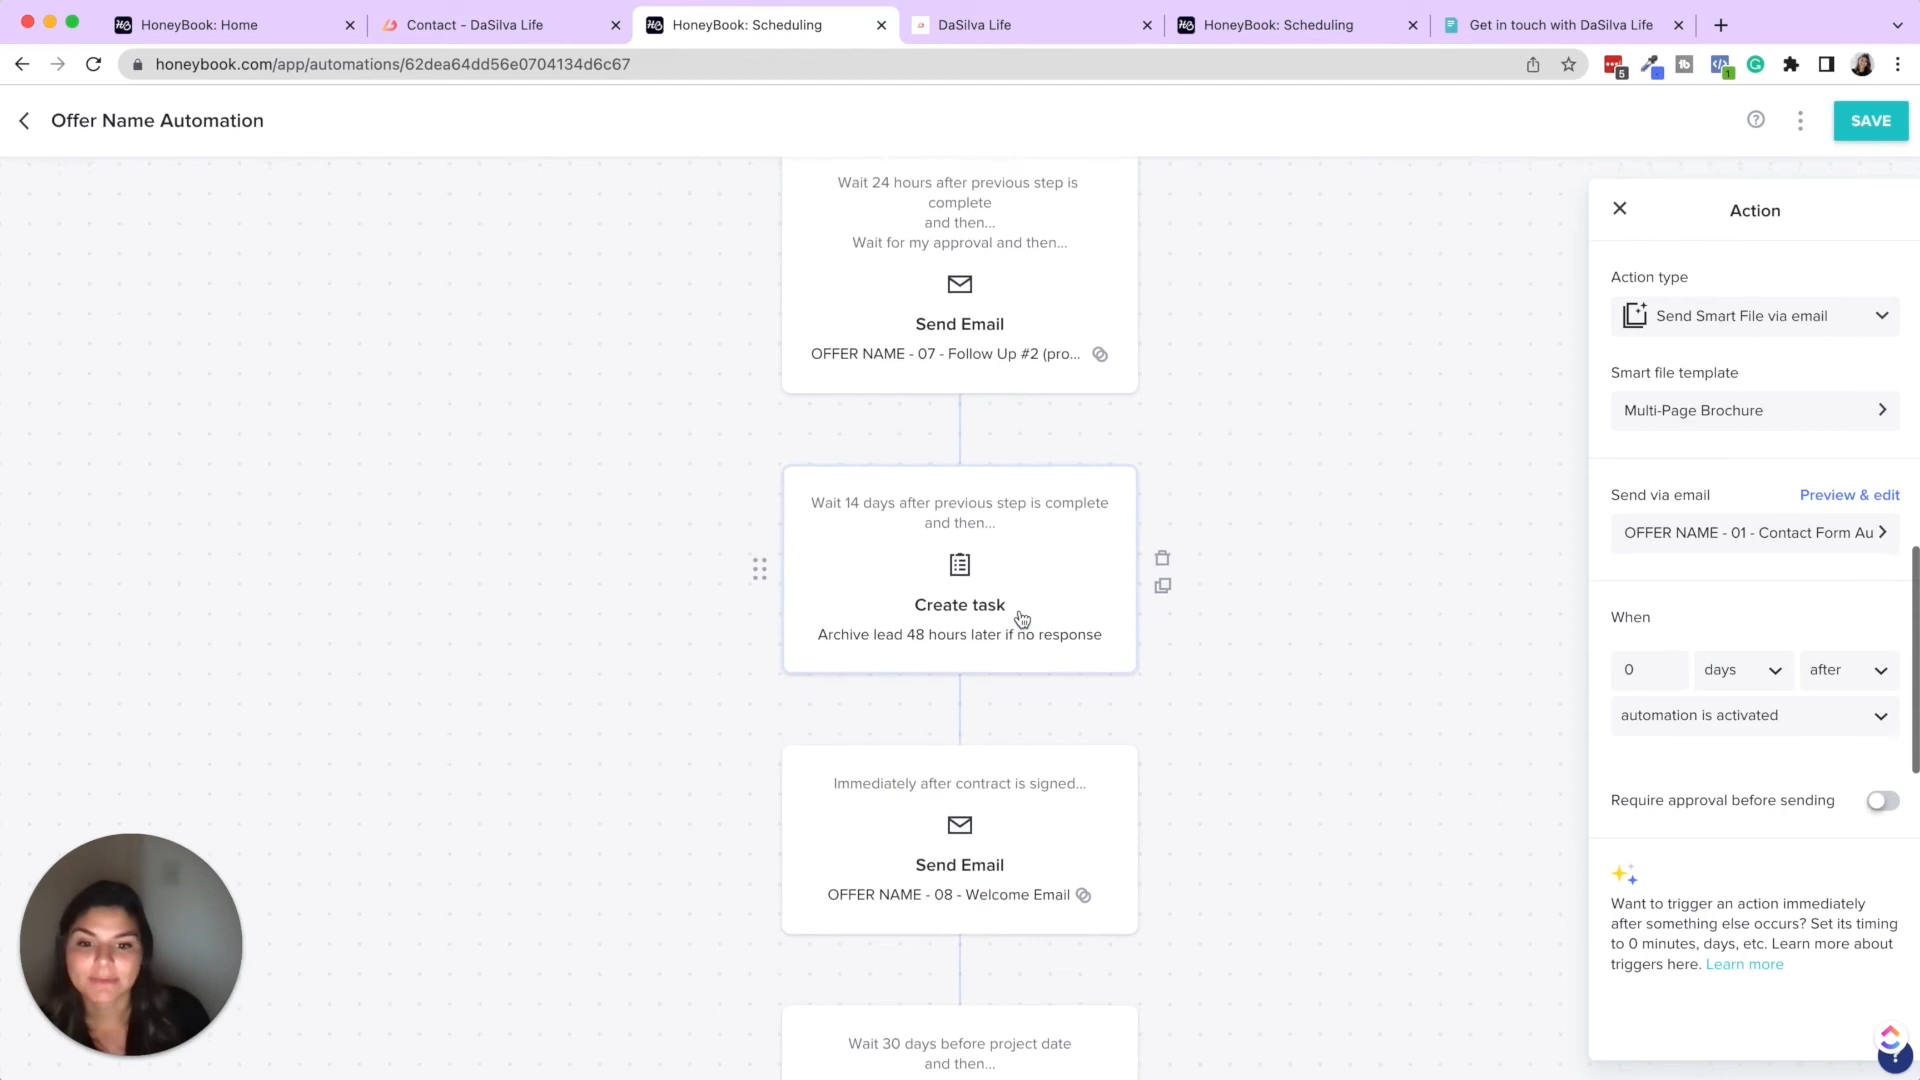 HoneyBook: Home
Contact - DaSilva Life
HoneyBook: Scheduling
DaSilva Life
HoneyBook: Scheduling
Get in touch with DaSilva Life
honeybook.com/app/automations/62dea64dd56e0704134d6c67
5
1
Offer Name Automation
SAVE
Wait 24 hours after previous step is
complete
and then...
Wait for my approval and then...
Send Email
OFFER NAME - 07 - Follow Up #2 (pro...
Wait 14 days after previous step is complete
and then...
Create task
Archive lead 48 hours later if no response
Immediately after contract is signed...
Send Email
OFFER NAME - 08 - Welcome Email
Wait 30 days before project date
and then...
Action
Action type
Send Smart File via email
Smart file template
Multi-Page Brochure
Send via email
Preview & edit
OFFER NAME - 01 - Contact Form Au
When
0
days
after
automation is activated
Require approval before sending
Want to trigger an action immediately
after something else occurs? Set its timing
to 0 minutes, days, etc. Learn more about
triggers here. Learn more